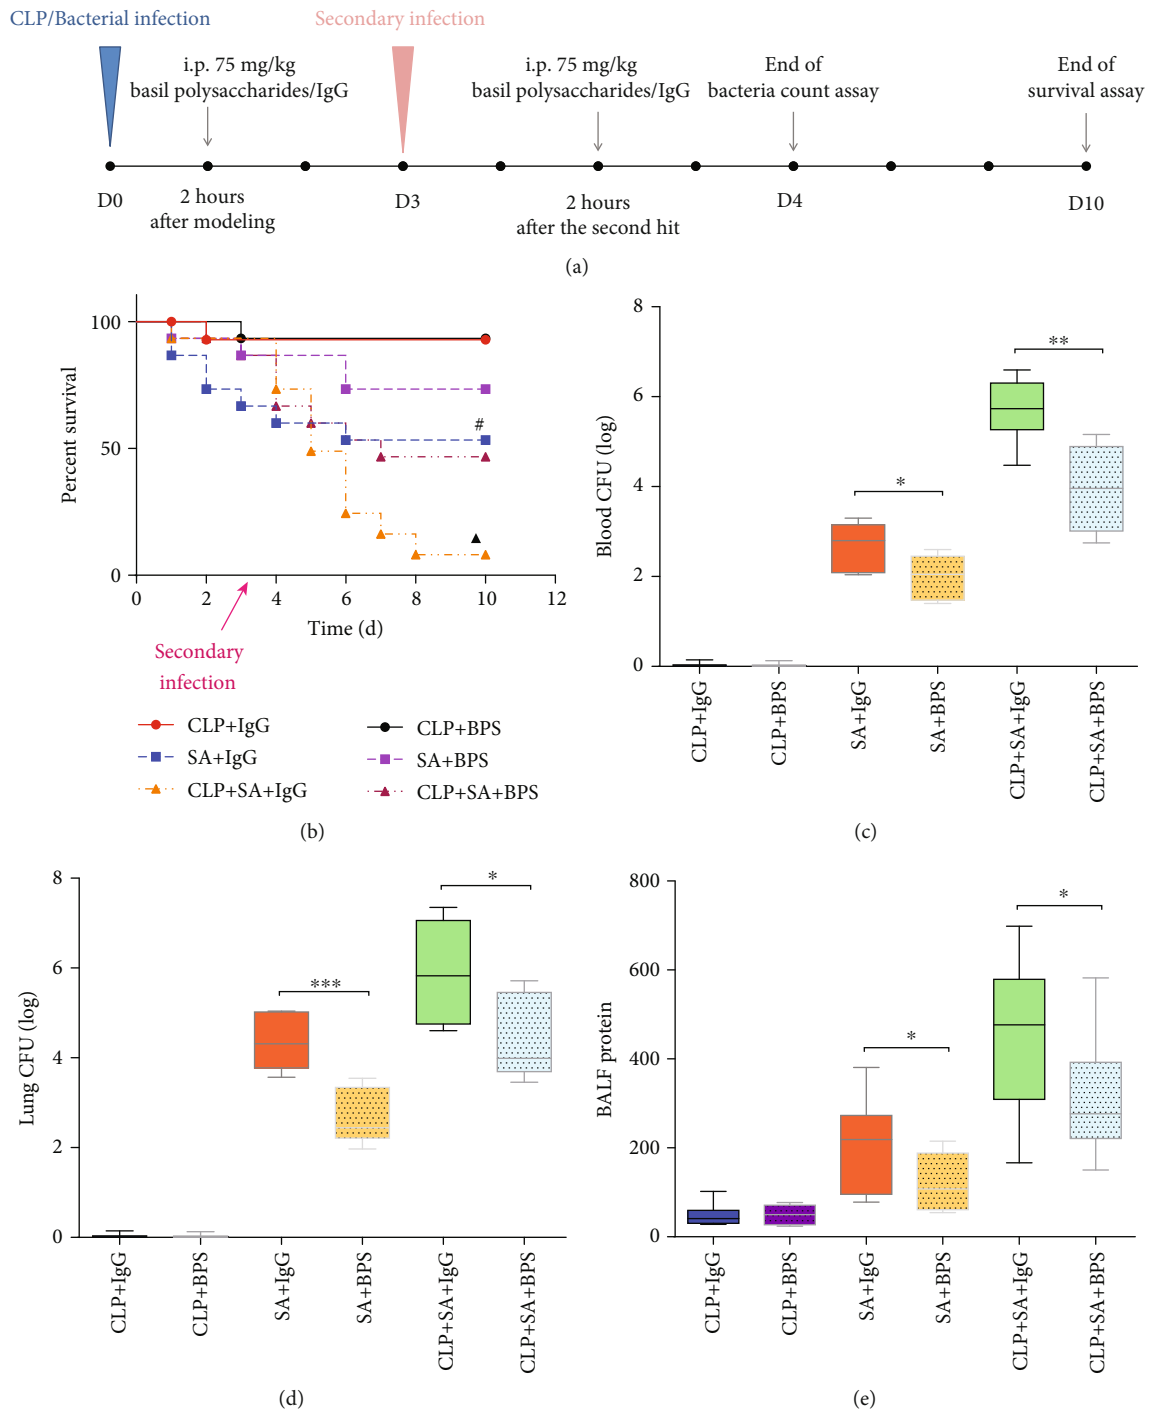 CLP/Bacterial infection
Secondary infection
i.p. 75 mg/kg
basil polysaccharides/IgG
i.p. 75 mg/kg
basil polysaccharides/IgG
End of
bacteria count assay
End of
survival assay
D0
2 hours
after modeling
D3
2 hours
after the second hit
D4
D10
(a)
Percent survival
100
50
0
0 2 4 6 8 10 12
#
Time (d)
Secondary
infection
CLP+IgG
CLP+BPS
SA+IgG
SA+BPS
CLP+SA+IgG
CLP+SA+BPS
(b)
Blood CFU (log)
8
6
4
2
0
*
**
CLP+IgG
CLP+BPS
SA+IgG
SA+BPS
CLP+SA+IgG
CLP+SA+BPS
(c)
Lung CFU (log)
8
6
4
2
0
***
*
CLP+IgG
CLP+BPS
SA+IgG
SA+BPS
CLP+SA+IgG
CLP+SA+BPS
(d)
BALF protein
800
600
400
200
0
*
*
CLP+IgG
CLP+BPS
SA+IgG
SA+BPS
CLP+SA+IgG
CLP+SA+BPS
(e)